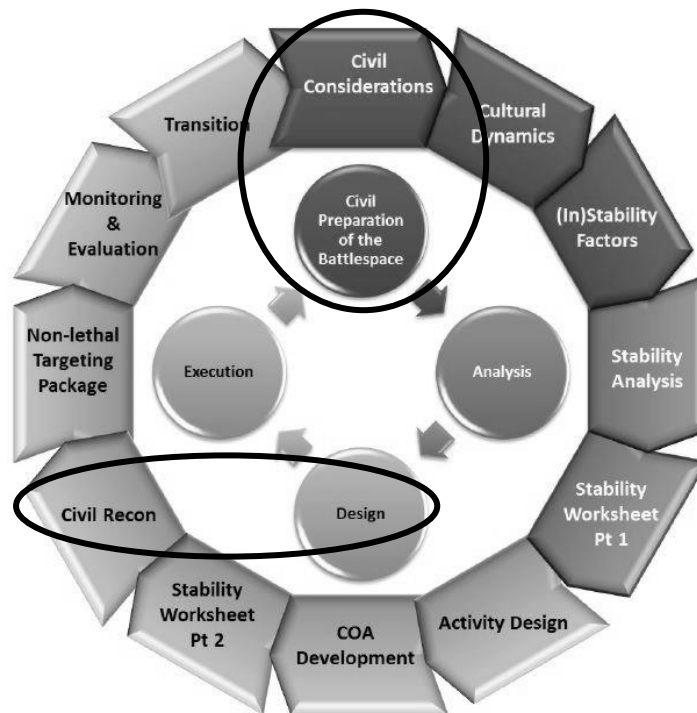 Civil
Considerations
Cultural
Dynamics
(In)Stability
Factors
Stability
Analysis
Stability
Worksheet
Pt 1
Activity Design
COA
Development
Stability
Worksheet
Pt 2
Civil Recon
Non-lethal
Targeting
Package
Monitoring
&
Evaluation
Transition
Civil
Preparation
of the
Battlespace
Analysis
Design
Execution